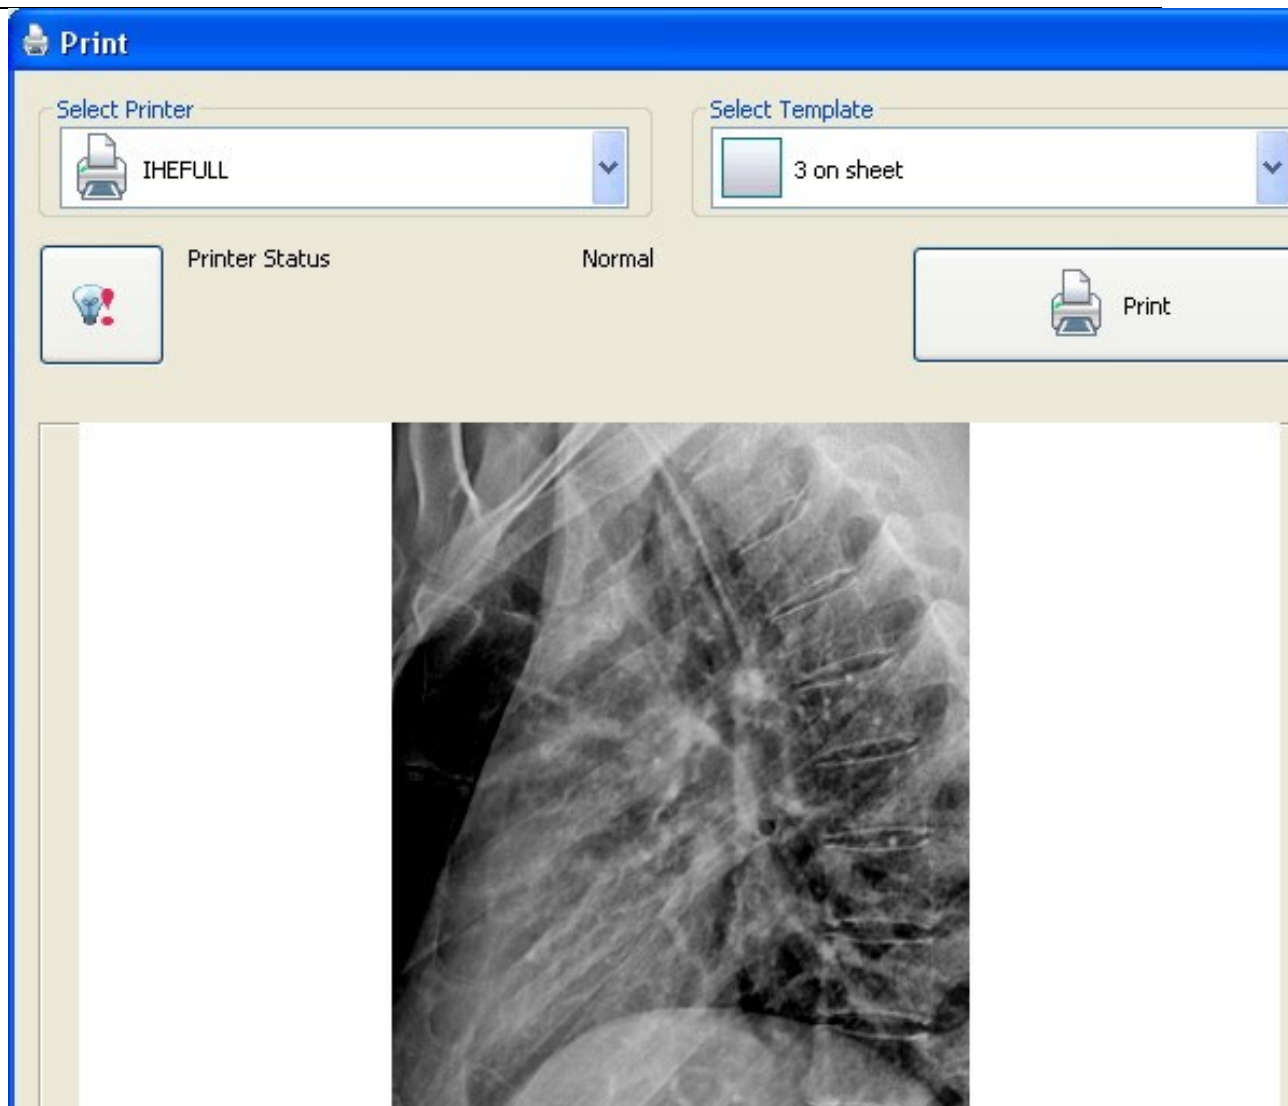 Print
Select Printer
IHEFULL
Select Template
3 on sheet
Printer Status Normal
Print